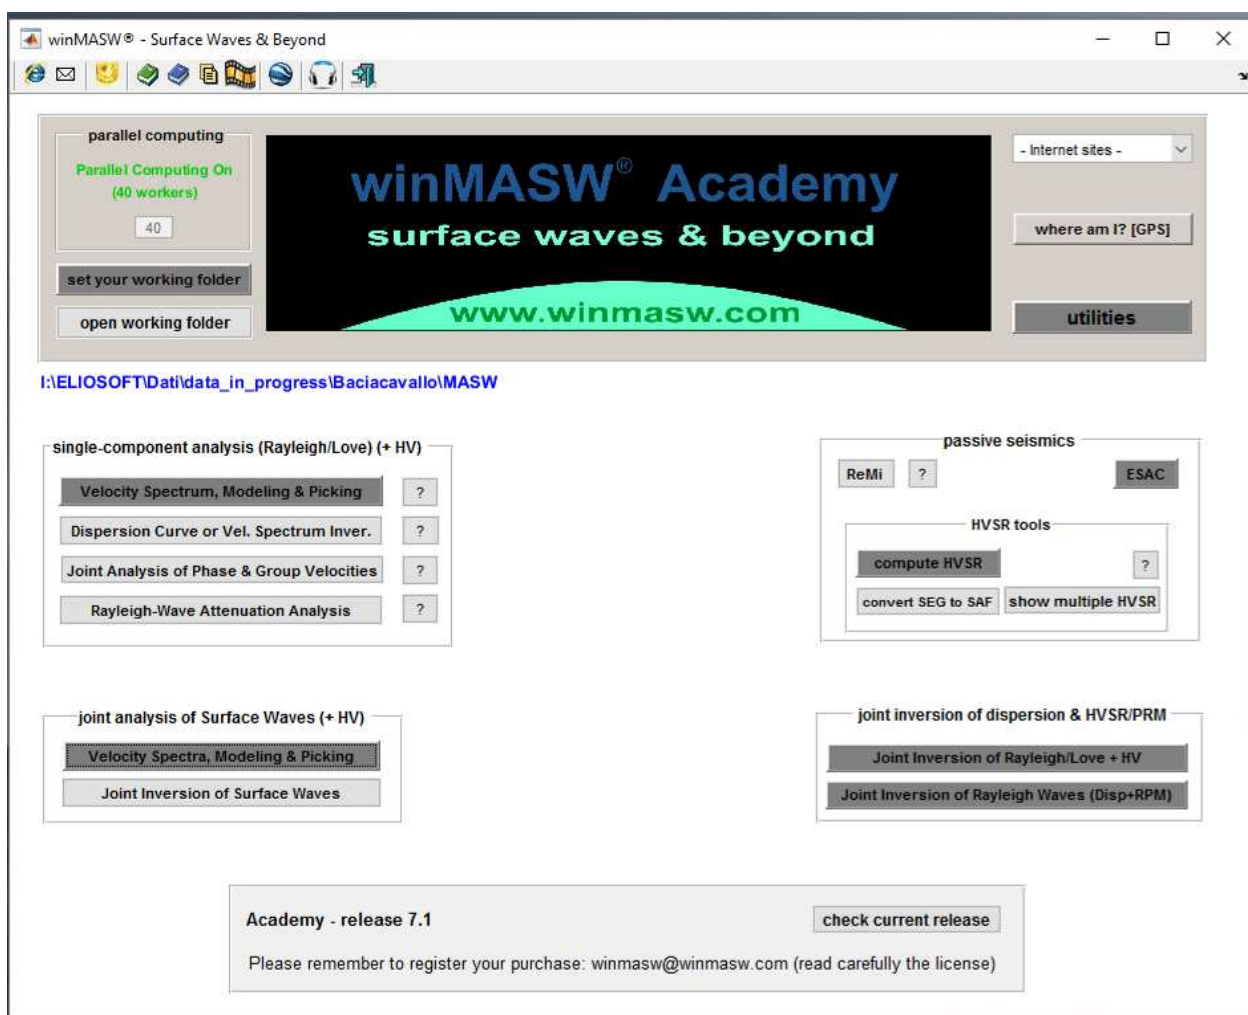 winMASW® - Surface Waves & Beyond
parallel computing
Parallel Computing On
(40 workers)
40
set your working folder
open working folder
winMASW® Academy
surface waves & beyond
www.winmasw.com
- Internet sites -
where am I? [GPS]
utilities
I:\ELIOSOFT\Dati\data_in_progress\Baciacavallo\MASW
single-component analysis (Rayleigh/Love) (+ HV)
Velocity Spectrum, Modeling & Picking ?
Dispersion Curve or Vel. Spectrum Inver. ?
Joint Analysis of Phase & Group Velocities ?
Rayleigh-Wave Attenuation Analysis ?
passive seismics
ReMi ? ESAC
HVSR tools
compute HVSR ?
convert SEG to SAF show multiple HVSR
joint analysis of Surface Waves (+ HV)
Velocity Spectra, Modeling & Picking
Joint Inversion of Surface Waves
joint inversion of dispersion & HVSR/PRM
Joint Inversion of Rayleigh/Love + HV
Joint Inversion of Rayleigh Waves (Disp+RPM)
Academy - release 7.1 check current release
Please remember to register your purchase: winmasw@winmasw.com (read carefully the license)